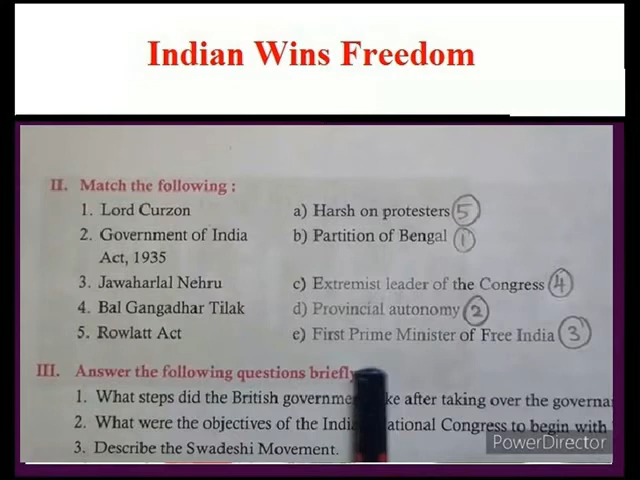 Indian Wins Freedom
II. Match the following :
1. Lord Curzon a) Harsh on protesters 5
2. Government of India b) Partition of Bengal 1
Act, 1935
3. Jawaharlal Nehru c) Extremist leader of the Congress 4
4. Bal Gangadhar Tilak d) Provincial autonomy 2
5. Rowlatt Act e) First Prime Minister of Free India 3
III. Answer the following questions briefly
1. What steps did the British after taking over the
2. What were the objectives of the Congress to begin with
3. Describe the Swadeshi Movement.
PowerDirector